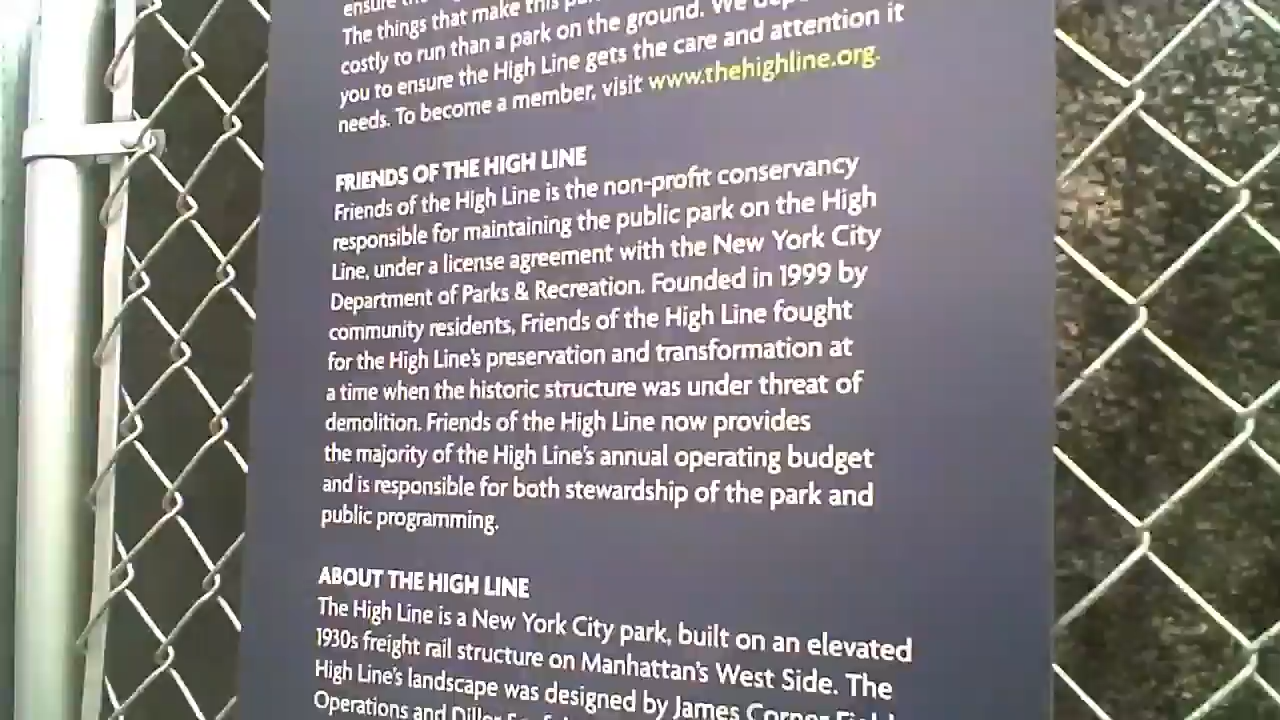 ensure the
The things that make this
costly to run than a park on the ground. We
you to ensure the High Line gets the care and attention it
needs. To become a member, visit www.thehighline.org.
FRIENDS OF THE HIGH LINE
Friends of the High Line is the non-profit conservancy
responsible for maintaining the public park on the High
Line, under a license agreement with the New York City
Department of Parks & Recreation. Founded in 1999 by
community residents, Friends of the High Line fought
for the High Line's preservation and transformation at
a time when the historic structure was under threat of
demolition. Friends of the High Line now provides
the majority of the High Line's annual operating budget
and is responsible for both stewardship of the park and
public programming.
ABOUT THE HIGH LINE
The High Line is a New York City park, built on an elevated
1930s freight rail structure on Manhattan's West Side. The
High Line's landscape was designed by James Corner
Operations and